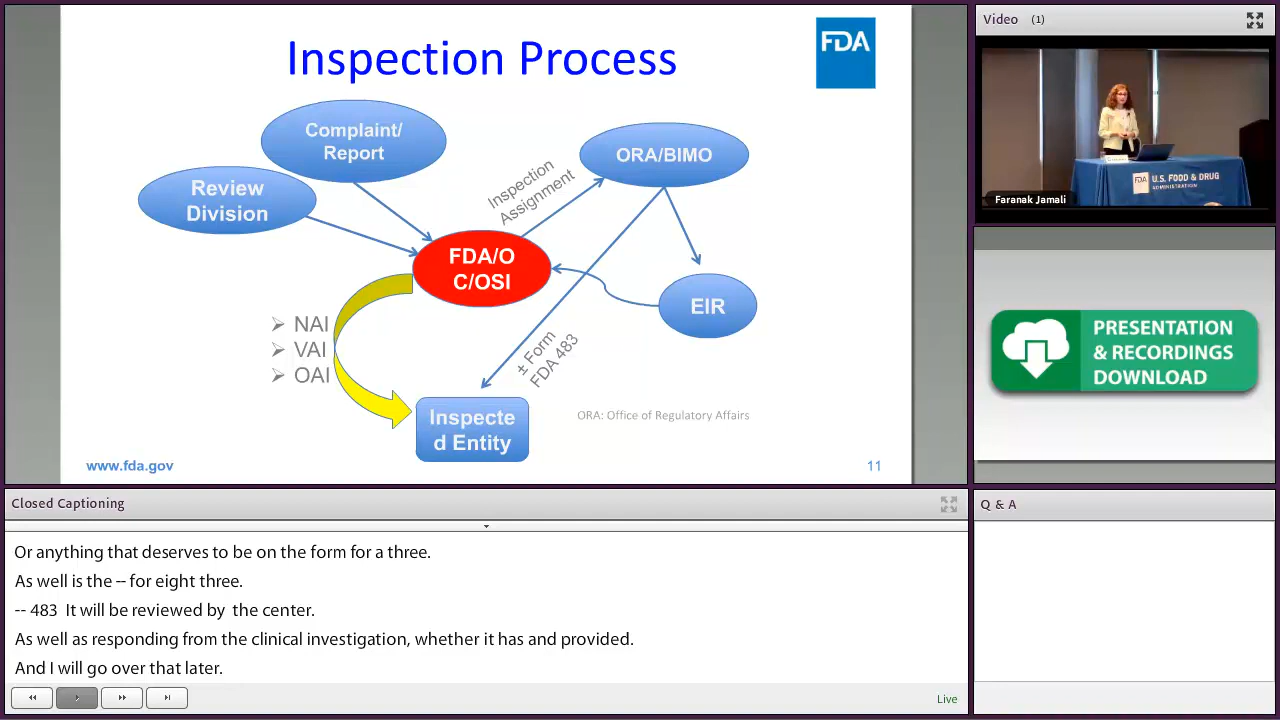 Inspection Process
FDA
Complaint/
Report
Review
Division
Inspection
Assignment
ORA/BIMO
FDA/O
C/OSI
EIR
NAI
VAI
OAI
± Form
FDA 483
Inspecte
d Entity
ORA: Office of Regulatory Affairs
www.fda.gov
11
Video (1)
FDA U.S. FOOD & DRUG
ADMINISTRATION
Faranak Jamali
PRESENTATION
& RECORDINGS
DOWNLOAD
Closed Captioning
Or anything that deserves to be on the form for a three.
As well is the -- for eight three.
-- 483 It will be reviewed by the center.
As well as responding from the clinical investigation, whether it has and provided.
And I will go over that later.
Live
Q & A